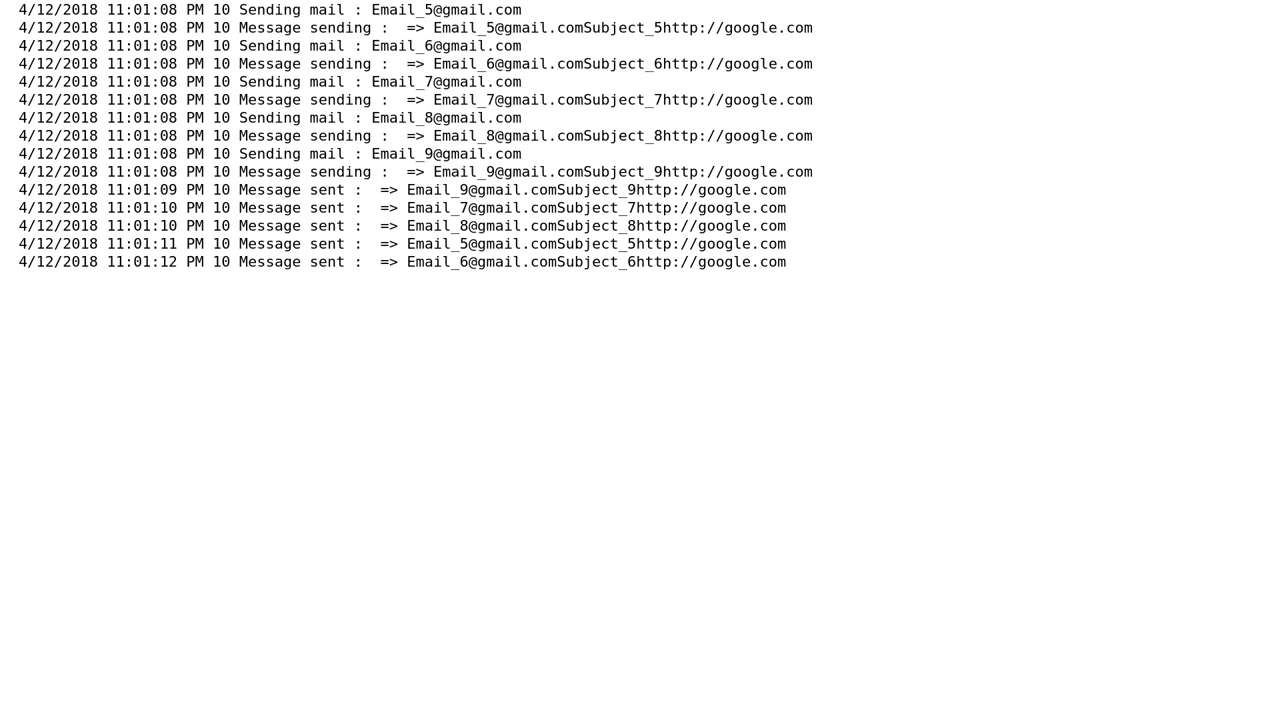 4/12/2018 11:01:08 PM 10 Sending mail : Email_5@gmail.com
4/12/2018 11:01:08 PM 10 Message sending :  => Email_5@gmail.comSubject_5http://google.com
4/12/2018 11:01:08 PM 10 Sending mail : Email_6@gmail.com
4/12/2018 11:01:08 PM 10 Message sending :  => Email_6@gmail.comSubject_6http://google.com
4/12/2018 11:01:08 PM 10 Sending mail : Email_7@gmail.com
4/12/2018 11:01:08 PM 10 Message sending :  => Email_7@gmail.comSubject_7http://google.com
4/12/2018 11:01:08 PM 10 Sending mail : Email_8@gmail.com
4/12/2018 11:01:08 PM 10 Message sending :  => Email_8@gmail.comSubject_8http://google.com
4/12/2018 11:01:08 PM 10 Sending mail : Email_9@gmail.com
4/12/2018 11:01:08 PM 10 Message sending :  => Email_9@gmail.comSubject_9http://google.com
4/12/2018 11:01:09 PM 10 Message sent :  => Email_9@gmail.comSubject_9http://google.com
4/12/2018 11:01:10 PM 10 Message sent :  => Email_7@gmail.comSubject_7http://google.com
4/12/2018 11:01:10 PM 10 Message sent :  => Email_8@gmail.comSubject_8http://google.com
4/12/2018 11:01:11 PM 10 Message sent :  => Email_5@gmail.comSubject_5http://google.com
4/12/2018 11:01:12 PM 10 Message sent :  => Email_6@gmail.comSubject_6http://google.com